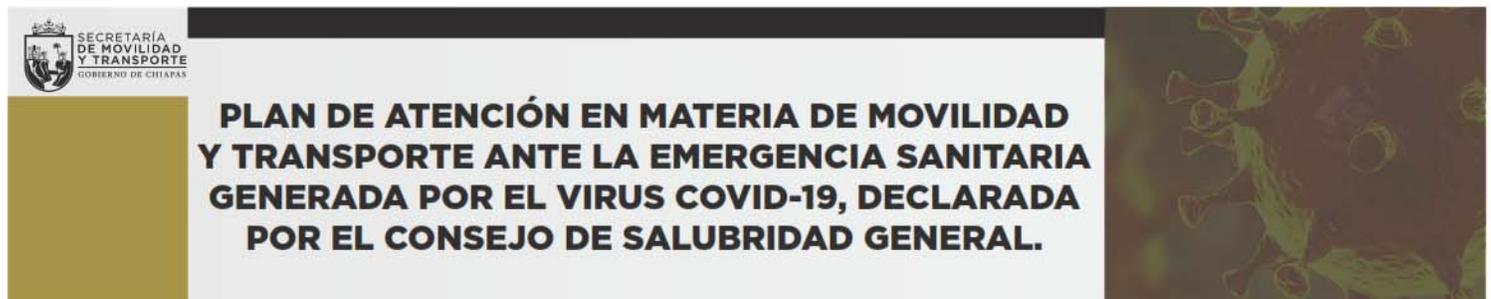 SECRETARÍA
DE MOVILIDAD
Y TRANSPORTE
GOBIERNO DE CHIAPAS
PLAN DE ATENCIÓN EN MATERIA DE MOVILIDAD
Y TRANSPORTE ANTE LA EMERGENCIA SANITARIA
GENERADA POR EL VIRUS COVID-19, DECLARADA
POR EL CONSEJO DE SALUBRIDAD GENERAL.